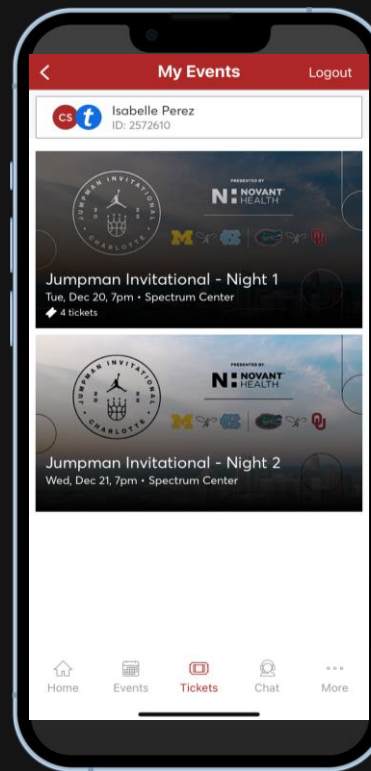 My Events
Logout
CS t
Isabelle Perez
ID: 2572610
JUMPMAN INVITATIONAL
CHARLOTTE
PRESENTED BY
NOVANT
HEALTH
Jumpman Invitational - Night 1
Tue, Dec 20, 7pm • Spectrum Center
4 tickets
JUMPMAN INVITATIONAL
CHARLOTTE
PRESENTED BY
NOVANT
HEALTH
Jumpman Invitational - Night 2
Wed, Dec 21, 7pm • Spectrum Center
Home Events Tickets Chat More